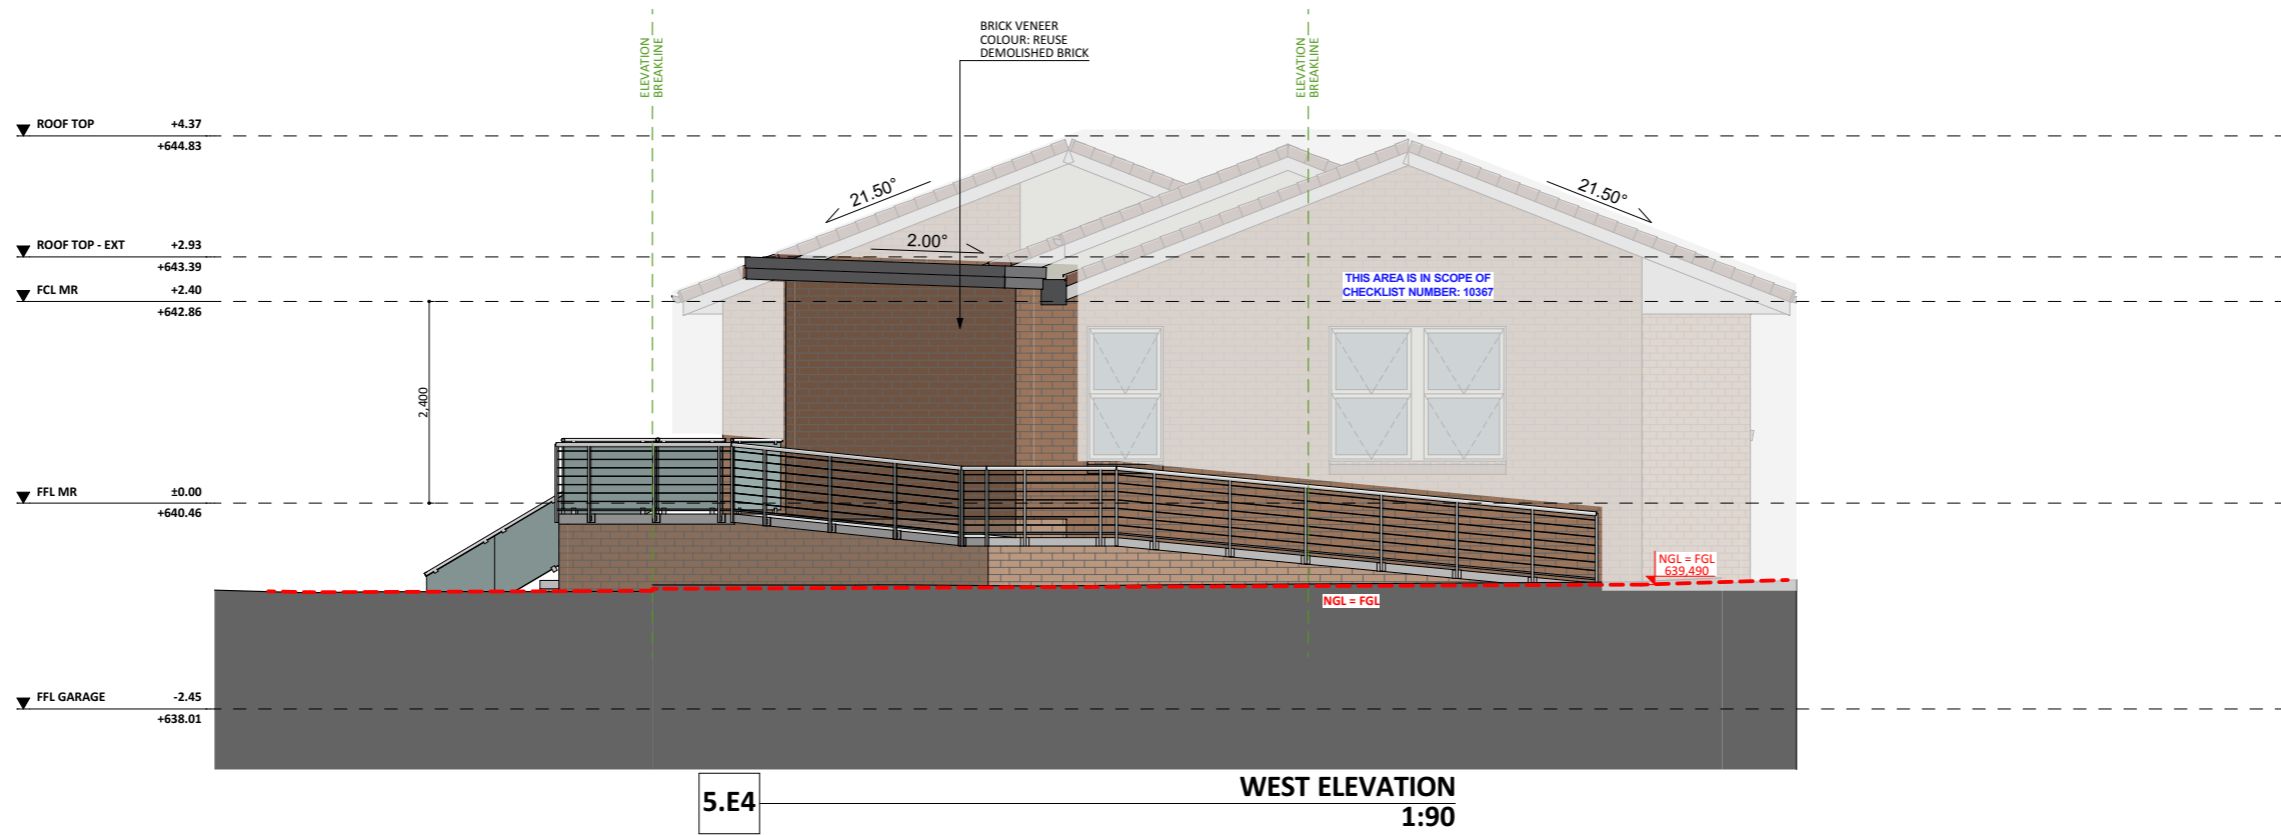 BRICK VENEER
COLOUR: REUSE
DEMOLISHED BRICK
ELEVATION
BREAKLINE
ELEVATION
BREAKLINE
ROOF TOP +4.37
+644.83
21.50°
21.50°
ROOF TOP - EXT +2.93
+643.39
2.00°
FCL MR +2.40
+642.86
THIS AREA IS IN SCOPE OF
CHECKLIST NUMBER: 10367
2,400
FFL MR ±0.00
+640.46
NGL = FGL
639,490
NGL = FGL
FFL GARAGE -2.45
+638.01
5.E4
WEST ELEVATION
1:90